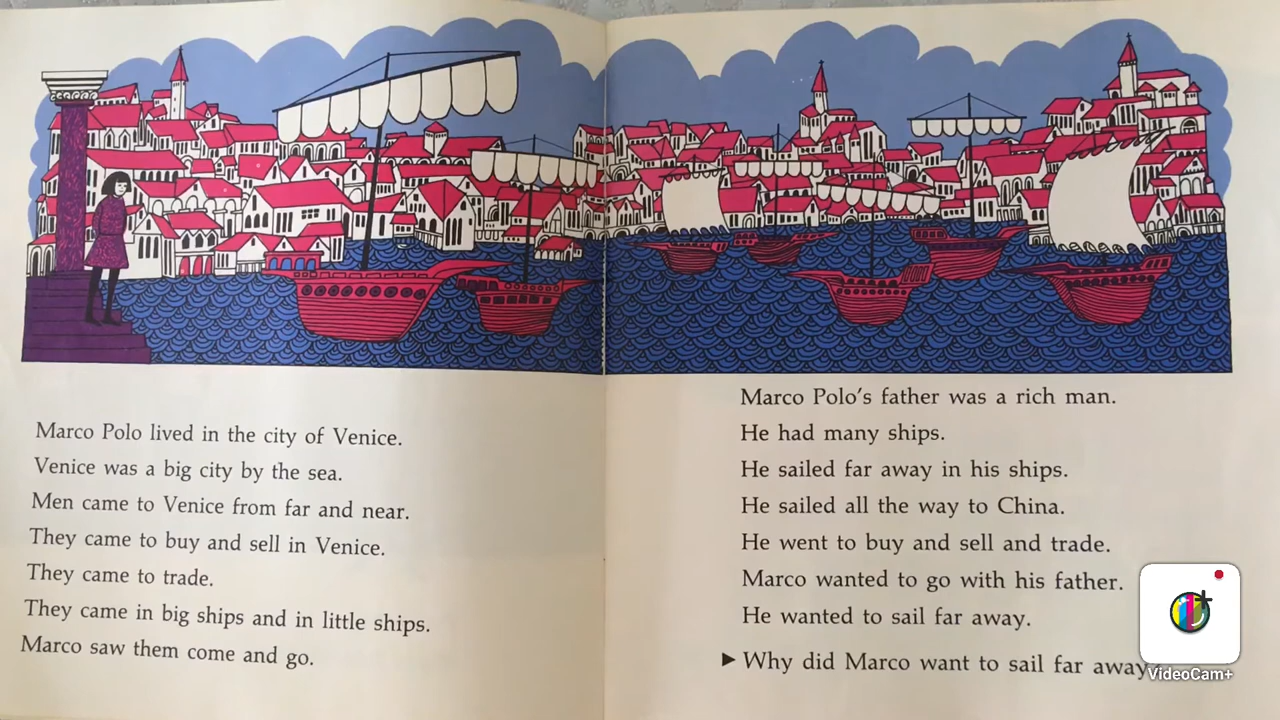 Marco Polo lived in the city of Venice.
Venice was a big city by the sea.
Men came to Venice from far and near.
They came to buy and sell in Venice.
They came to trade.
They came in big ships and in little ships.
Marco saw them come and go.
Marco Polo's father was a rich man.
He had many ships.
He sailed far away in his ships.
He sailed all the way to China.
He went to buy and sell and trade.
Marco wanted to go with his father.
He wanted to sail far away.
▶ Why did Marco want to sail far away?
VideoCam+